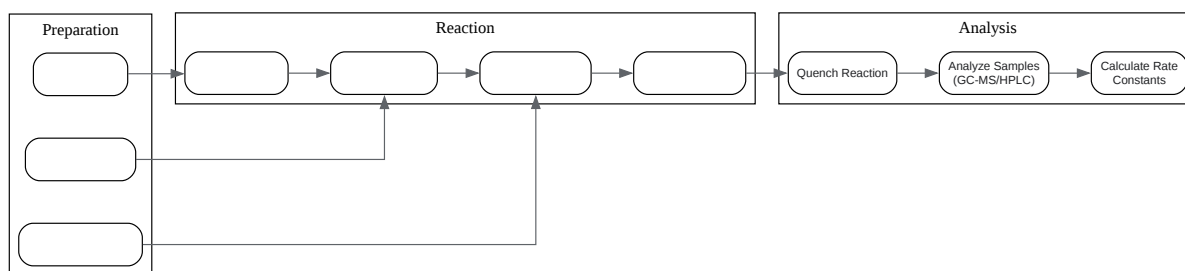 Preparation
Reaction
Analysis
Quench Reaction
Analyze Samples
(GC-MS/HPLC)
Calculate Rate
Constants